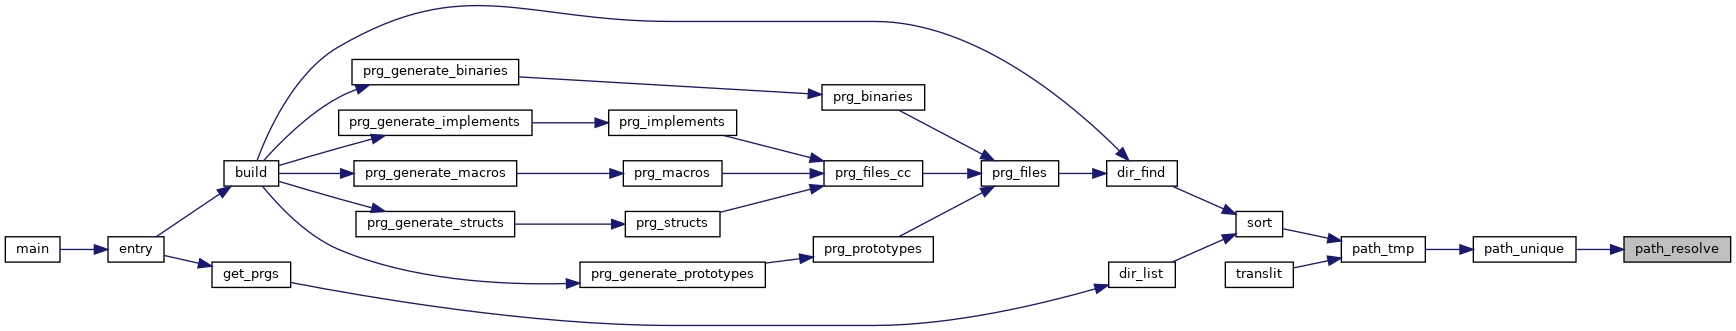 prg_generate_binaries
prg_binaries
prg_generate_implements
prg_implements
build
prg_generate_macros
prg_macros
prg_files_cc
prg_files
dir_find
prg_generate_structs
prg_structs
sort
main
entry
prg_prototypes
path_tmp
path_unique
path_resolve
get_prgs
prg_generate_prototypes
dir_list
translit